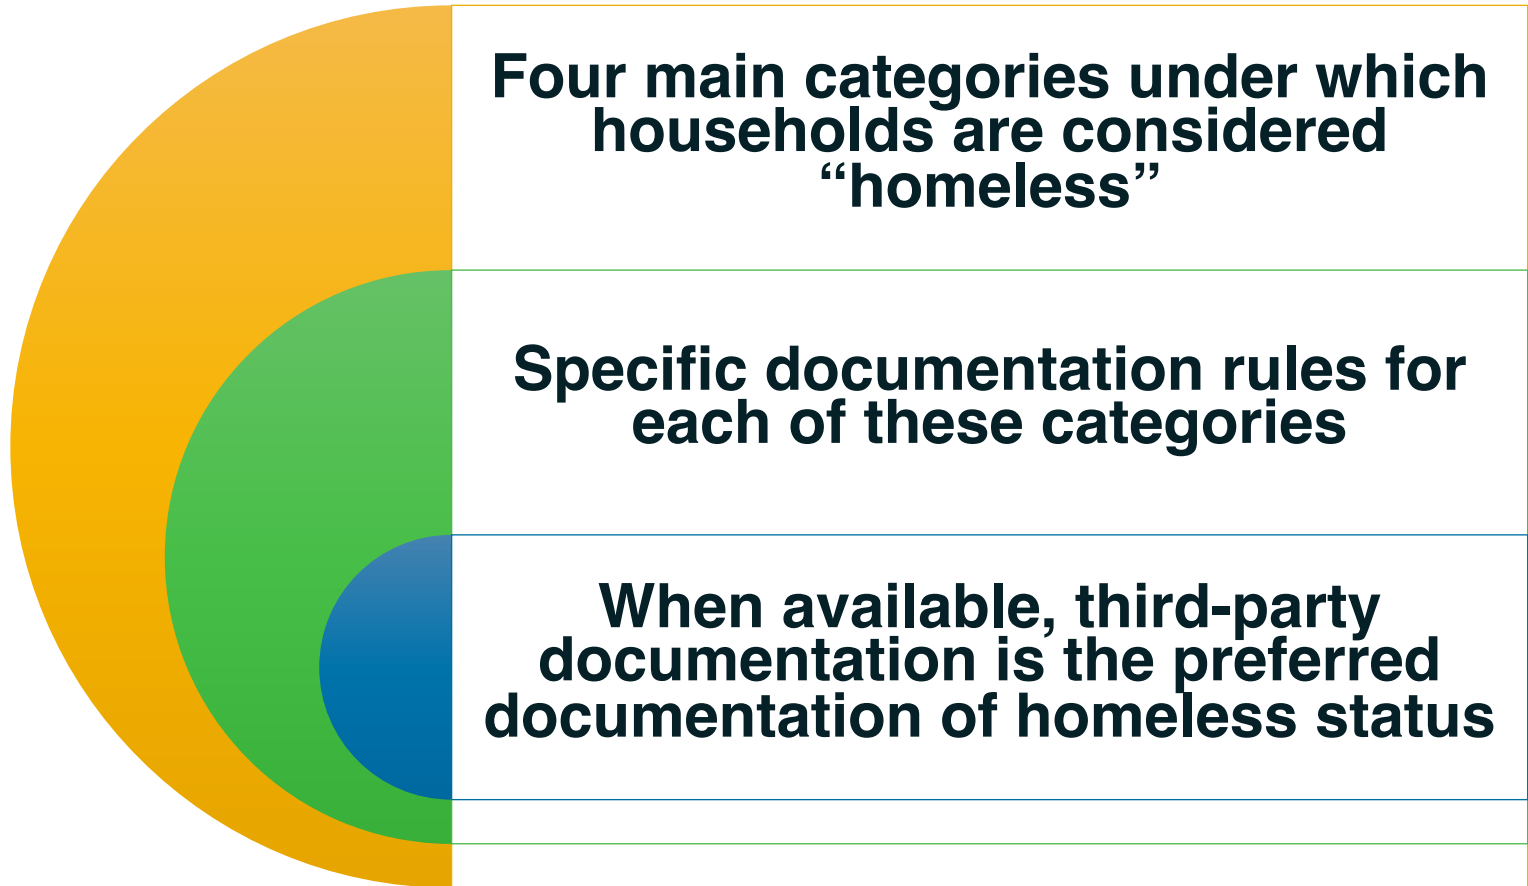 Four main categories under which
households are considered
“homeless”
Specific documentation rules for
each of these categories
When available, third-party
documentation is the preferred
documentation of homeless status